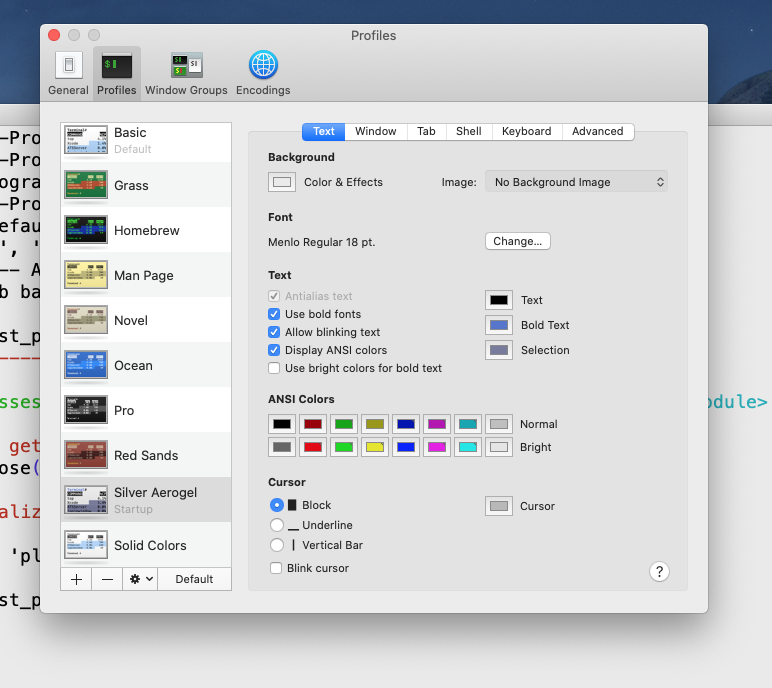 Profiles
General
Profiles
Window Groups
Encodings
Basic
Default
Grass
Homebrew
Man Page
Novel
Ocean
Pro
Red Sands
Silver Aerogel
Startup
Solid Colors
+ — Default
Text Window Tab Shell Keyboard Advanced
Background
Color & Effects Image: No Background Image
Font
Menlo Regular 18 pt. Change...
Text
Antialias text
Use bold fonts
Allow blinking text
Display ANSI colors
Use bright colors for bold text
Text
Bold Text
Selection
ANSI Colors
Normal
Bright
Cursor
Block
Underline
Vertical Bar
Blink cursor
Cursor
?
-Pro
-Pro
ogra
-Pro
efau
', '
-- A
b ba
st_p
----
sses
odule>
get
ose(
aliz
'pl
st_p